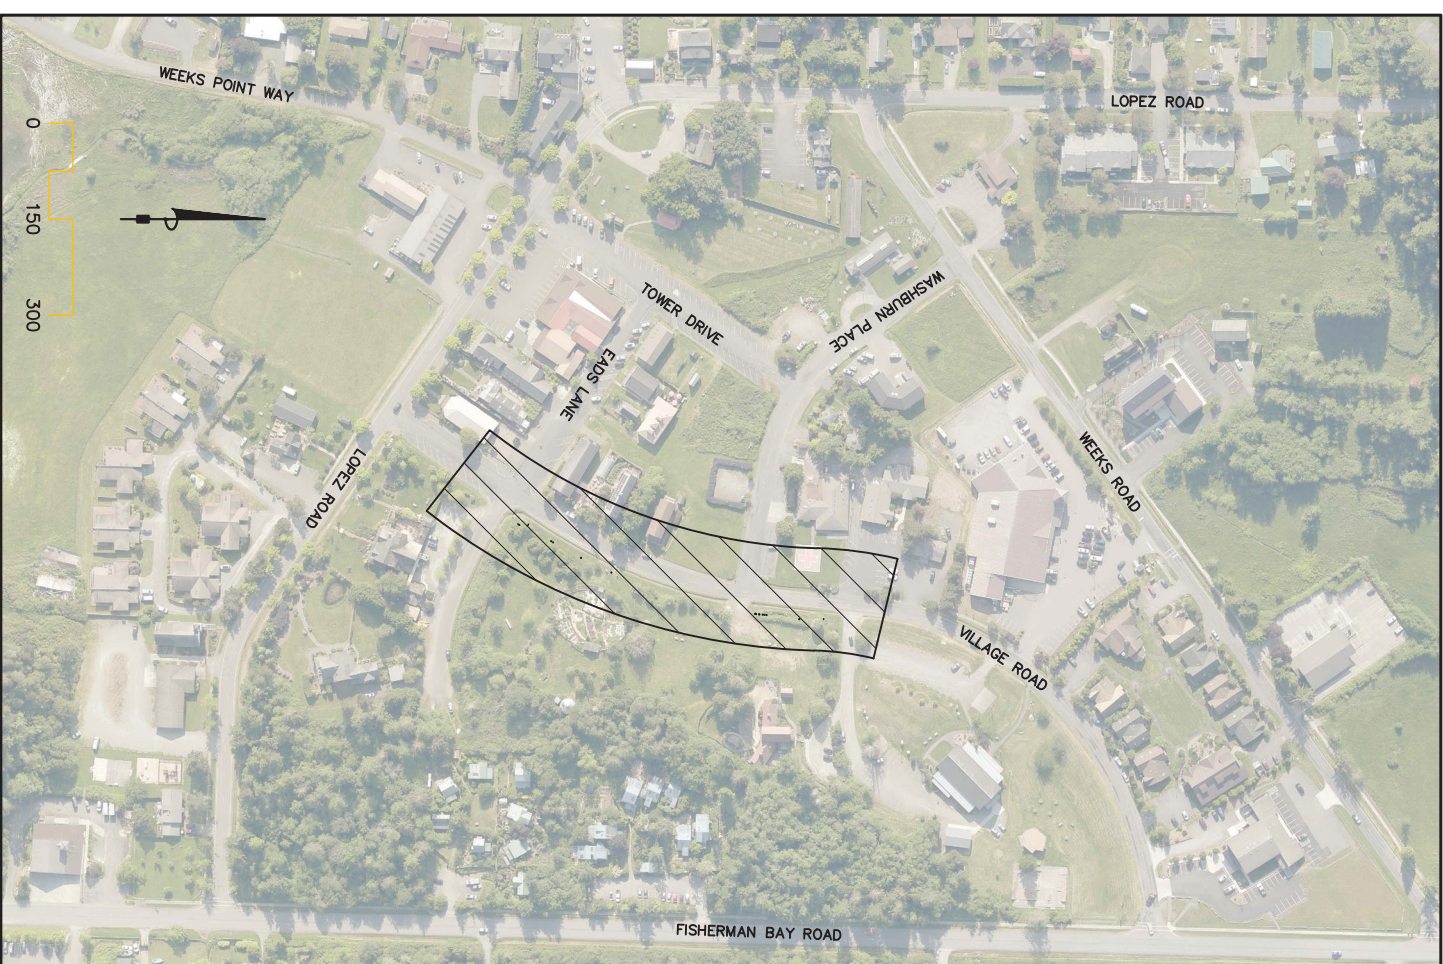 WEEKS POINT WAY
LOPEZ ROAD
0
150
300
TOWER DRIVE
WASHBURN PLACE
EADS LANE
LOPEZ ROAD
WEEKS ROAD
VILLAGE ROAD
FISHERMAN BAY ROAD